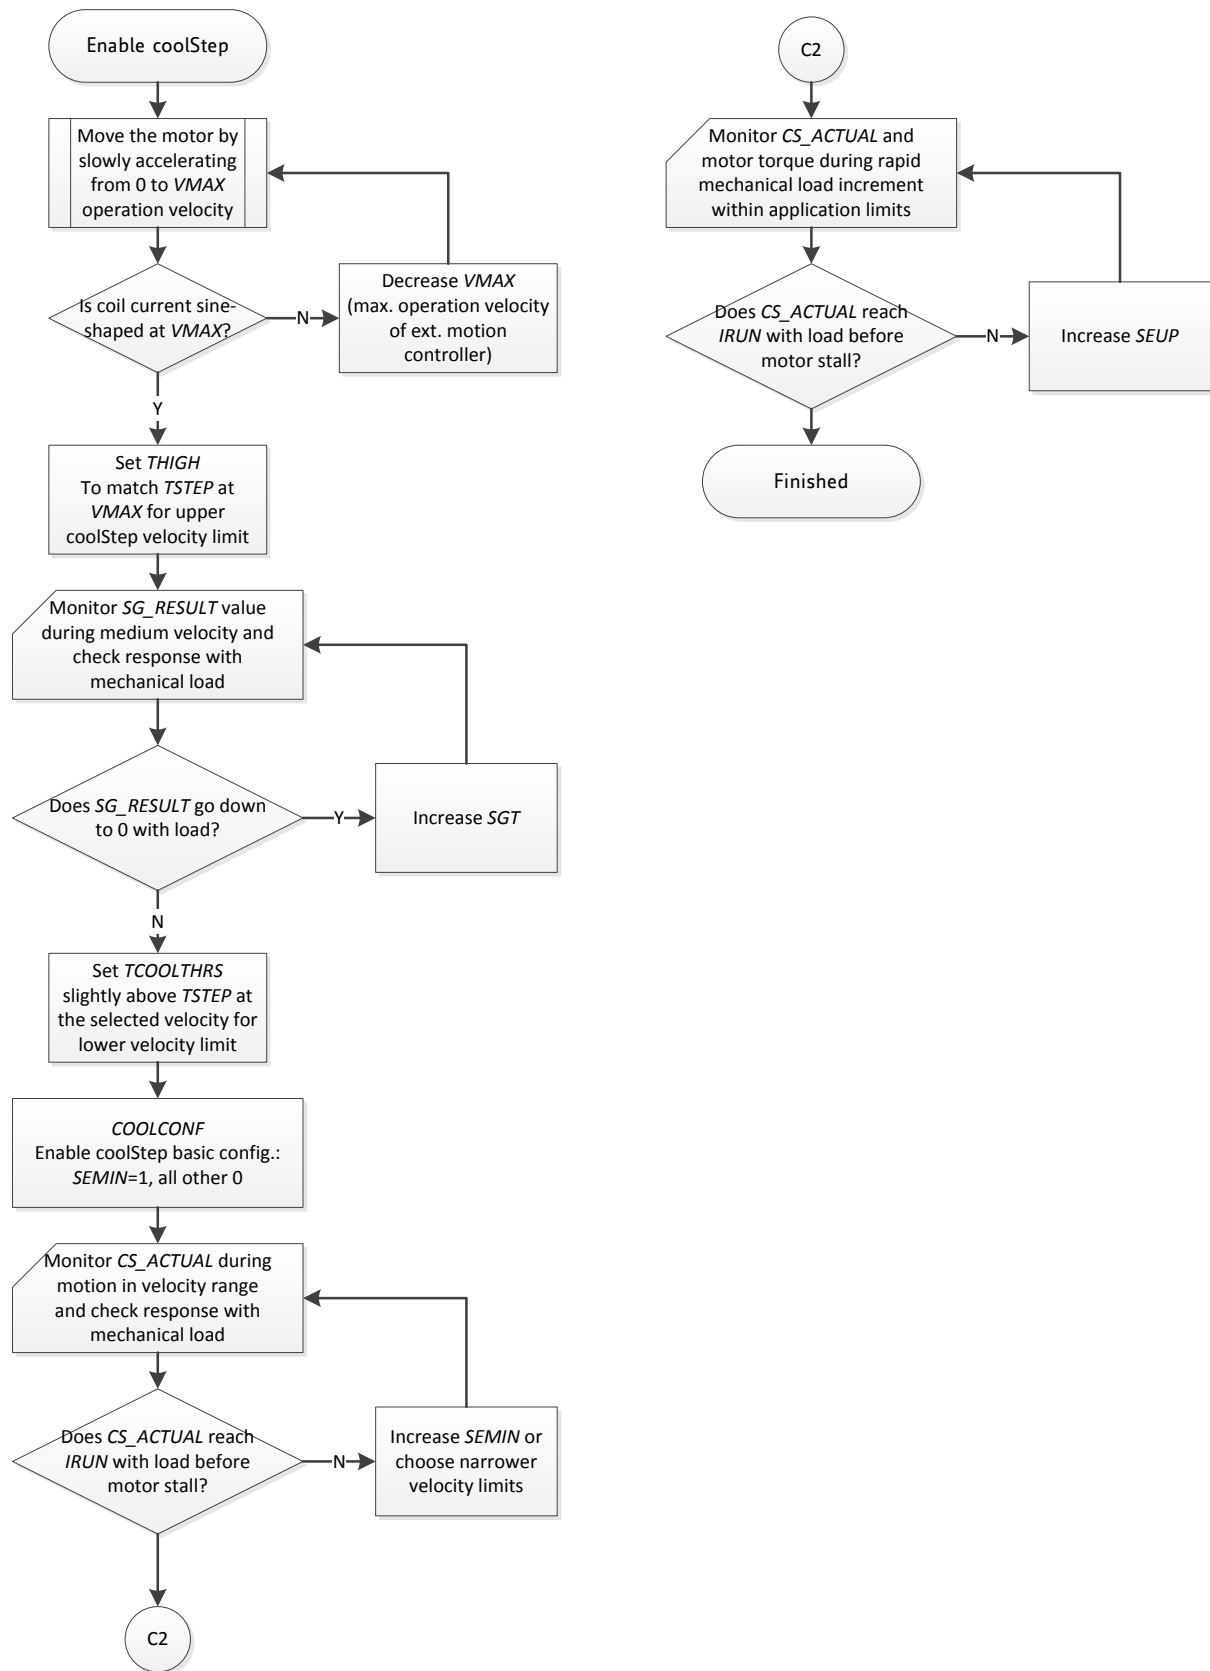 Enable coolStep
Move the motor by
slowly accelerating
from 0 to VMAX
operation velocity
Is coil current sine-
shaped at VMAX?
N
Decrease VMAX
(max. operation velocity
of ext. motion
controller)
Y
Set THIGH
To match TSTEP at
VMAX for upper
coolStep velocity limit
Monitor SG_RESULT value
during medium velocity and
check response with
mechanical load
Does SG_RESULT go down
to 0 with load?
Y
Increase SGT
N
Set TCOOLTHRS
slightly above TSTEP at
the selected velocity for
lower velocity limit
COOLCONF
Enable coolStep basic config.:
SEMIN=1, all other 0
Monitor CS_ACTUAL during
motion in velocity range
and check response with
mechanical load
Does CS_ACTUAL reach
IRUN with load before
motor stall?
N
Increase SEMIN or
choose narrower
velocity limits
C2
C2
Monitor CS_ACTUAL and
motor torque during rapid
mechanical load increment
within application limits
Does CS_ACTUAL reach
IRUN with load before
motor stall?
N
Increase SEUP
Finished